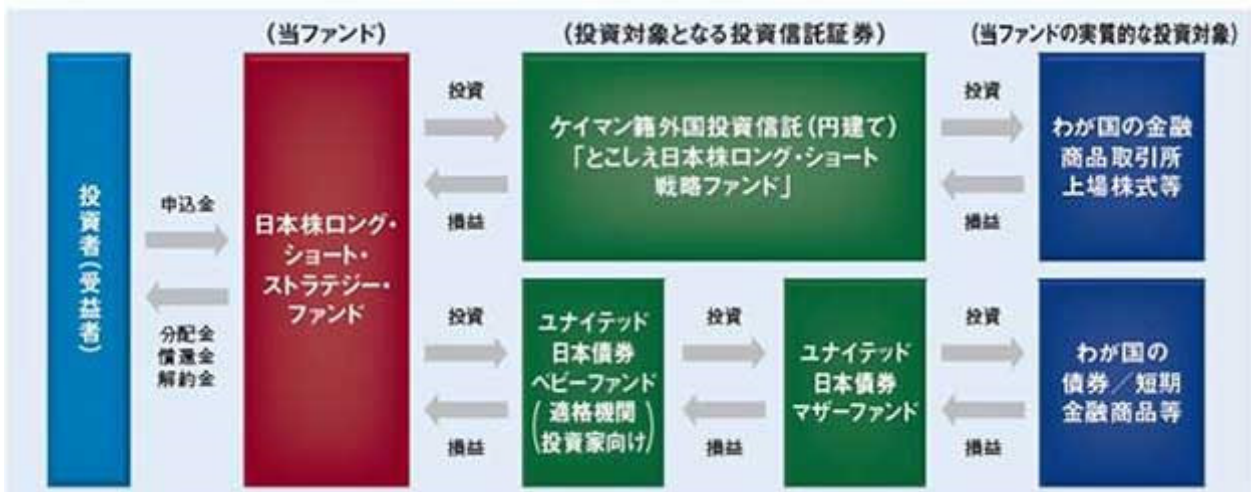 (当ファンド)
(投資対象となる投資信託証券)
(当ファンドの実質的な投資対象)
投資者(受益者)
申込金
分配金
償還金
解約金
日本株ロング・
ショート・
ストラテジー・
ファンド
投資
損益
ケイマン籍外国投資信託(円建て)
「とこしえ日本株ロング・ショート
戦略ファンド」
投資
損益
わが国の金融
商品取引所
上場株式等
投資
損益
ユナイテッド
日本債券
ベビーファンド
(適格機関
投資家向け)
投資
損益
ユナイテッド
日本債券
マザーファンド
投資
損益
わが国の
債券/短期
金融商品等